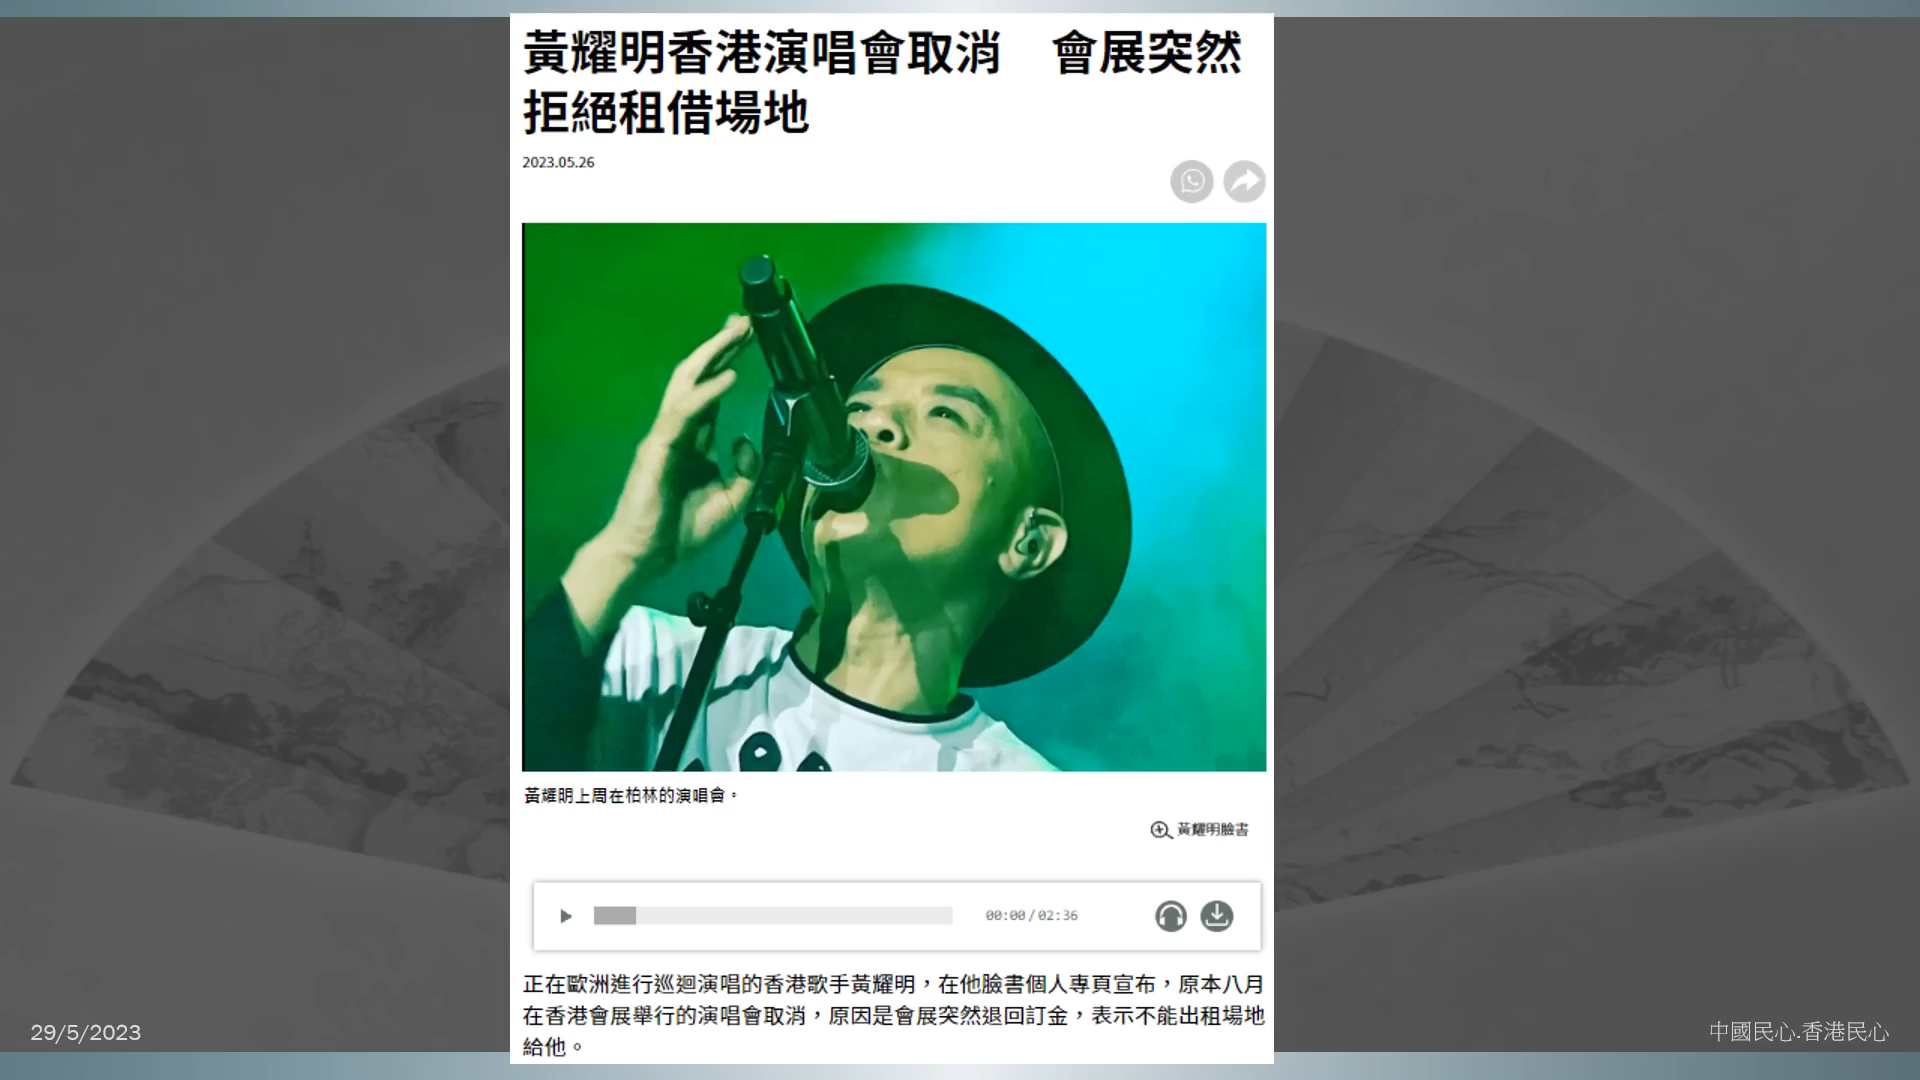 黃耀明香港演唱會取消　會展突然
拒絕租借場地
2023.05.26
黃耀明上周在柏林的演唱會。
黃耀明臉書
00:00 / 02:36
正在歐洲進行巡迴演唱的香港歌手黃耀明，在他臉書個人專頁宣布，原本八月
在香港會展舉行的演唱會取消，原因是會展突然退回訂金，表示不能出租場地
給他。
29/5/2023
中國民心.香港民心